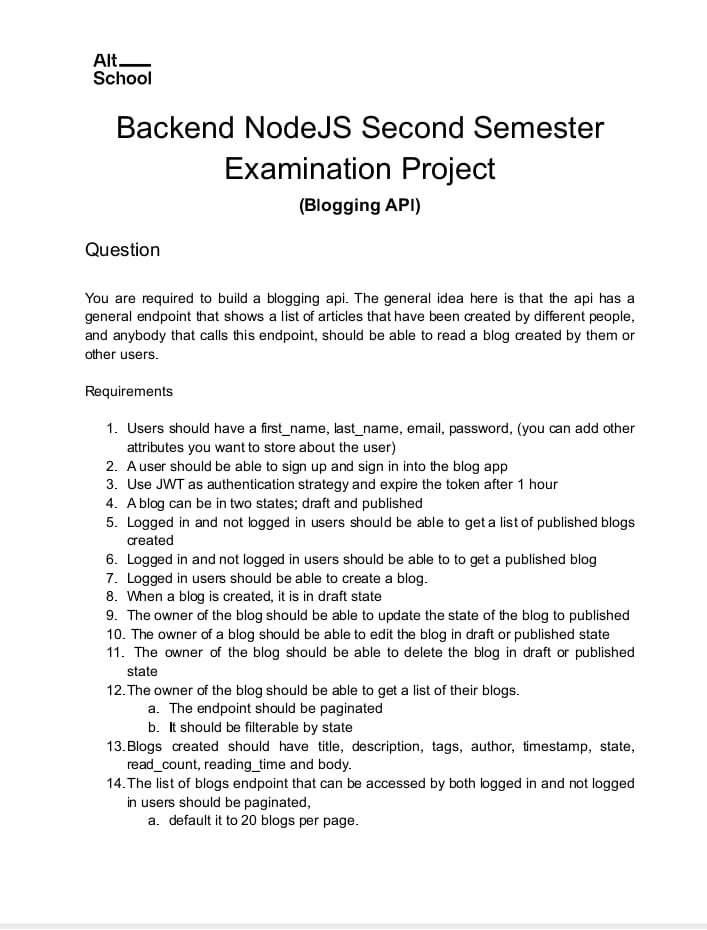 Alt
School
Backend NodeJS Second Semester
Examination Project
(Blogging API)
Question
You are required to build a blogging api. The general idea here is that the api has a
general endpoint that shows a list of articles that have been created by different people,
and anybody that calls this endpoint, should be able to read a blog created by them or
other users.
Requirements
1. Users should have a first_name, last_name, email, password, (you can add other
attributes you want to store about the user)
2. A user should be able to sign up and sign in into the blog app
3. Use JWT as authentication strategy and expire the token after 1 hour
4. A blog can be in two states; draft and published
5. Logged in and not logged in users should be able to get a list of published blogs
created
6. Logged in and not logged in users should be able to to get a published blog
7. Logged in users should be able to create a blog.
8. When a blog is created, it is in draft state
9. The owner of the blog should be able to update the state of the blog to published
10. The owner of a blog should be able to edit the blog in draft or published state
11. The owner of the blog should be able to delete the blog in draft or published
state
12. The owner of the blog should be able to get a list of their blogs.
a. The endpoint should be paginated
b. It should be filterable by state
13. Blogs created should have title, description, tags, author, timestamp, state,
read_count, reading_time and body.
14. The list of blogs endpoint that can be accessed by both logged in and not logged
in users should be paginated,
a. default it to 20 blogs per page.